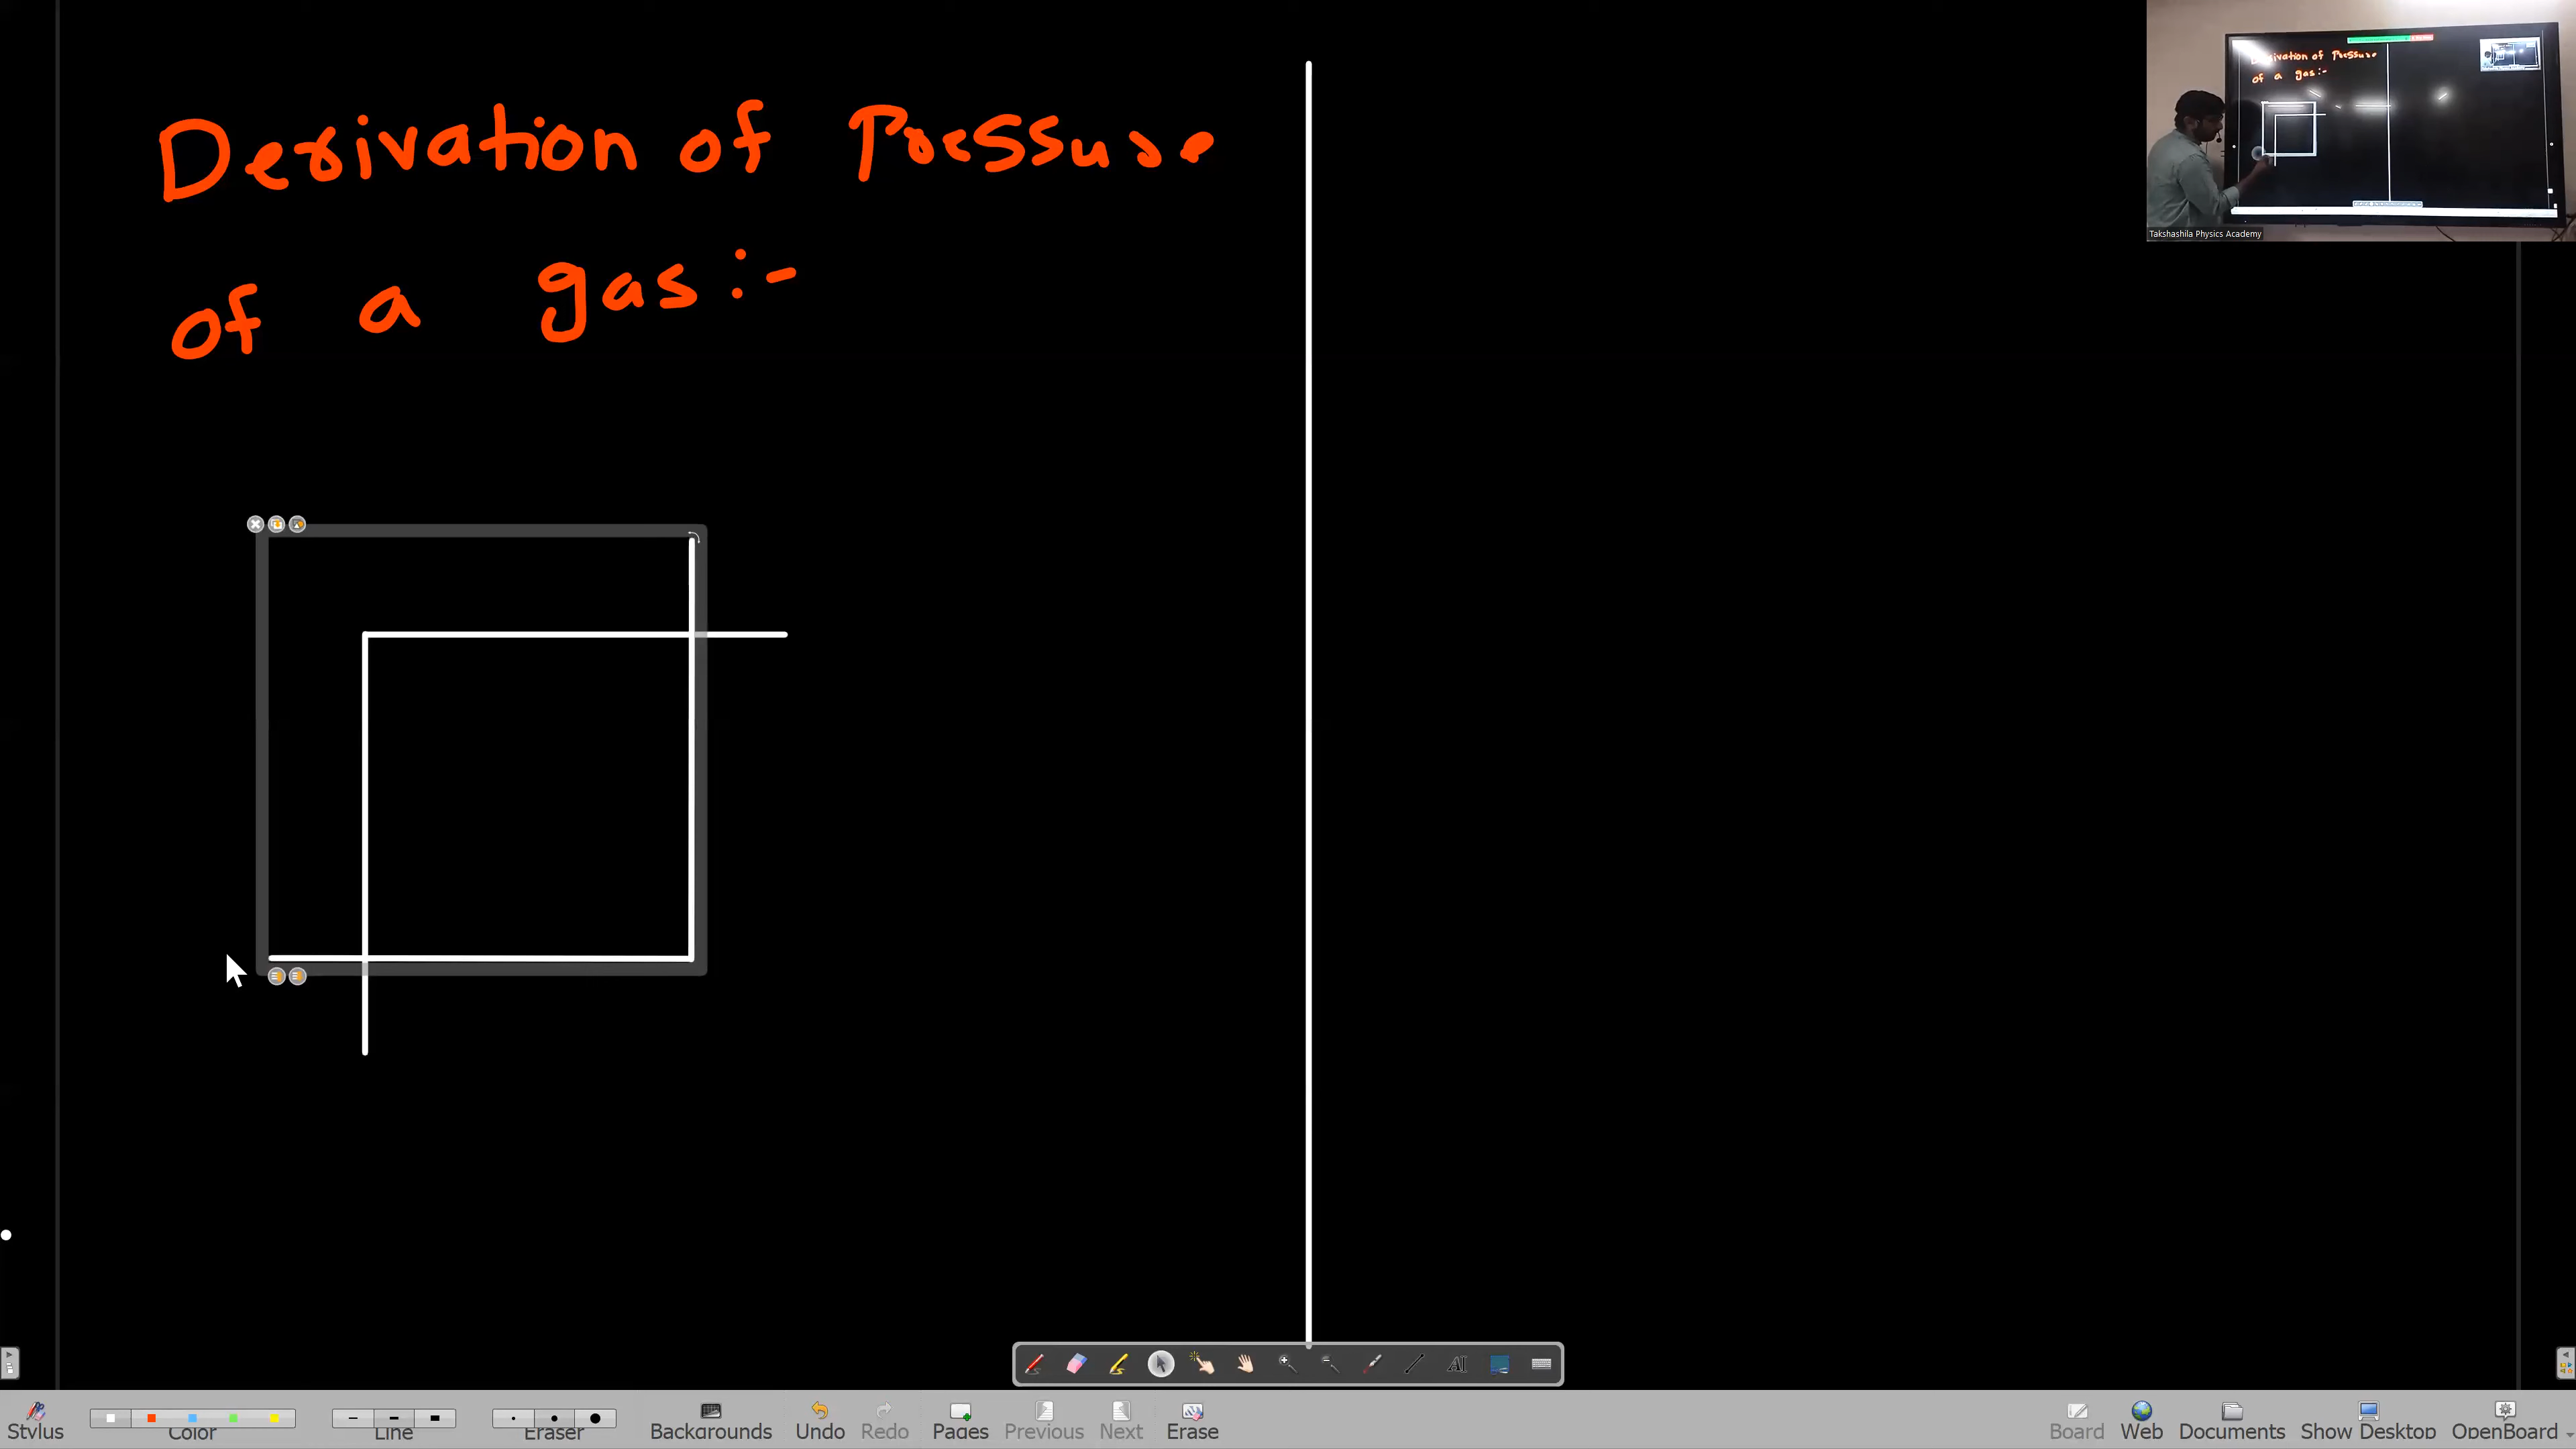 Derivation of Pressure
of a gas :-
Takshashila Physics Academy
Stylus
Color
Line
Eraser
Backgrounds
Undo
Redo
Pages
Previous
Next
Erase
Board
Web
Documents
Show Desktop
OpenBoard